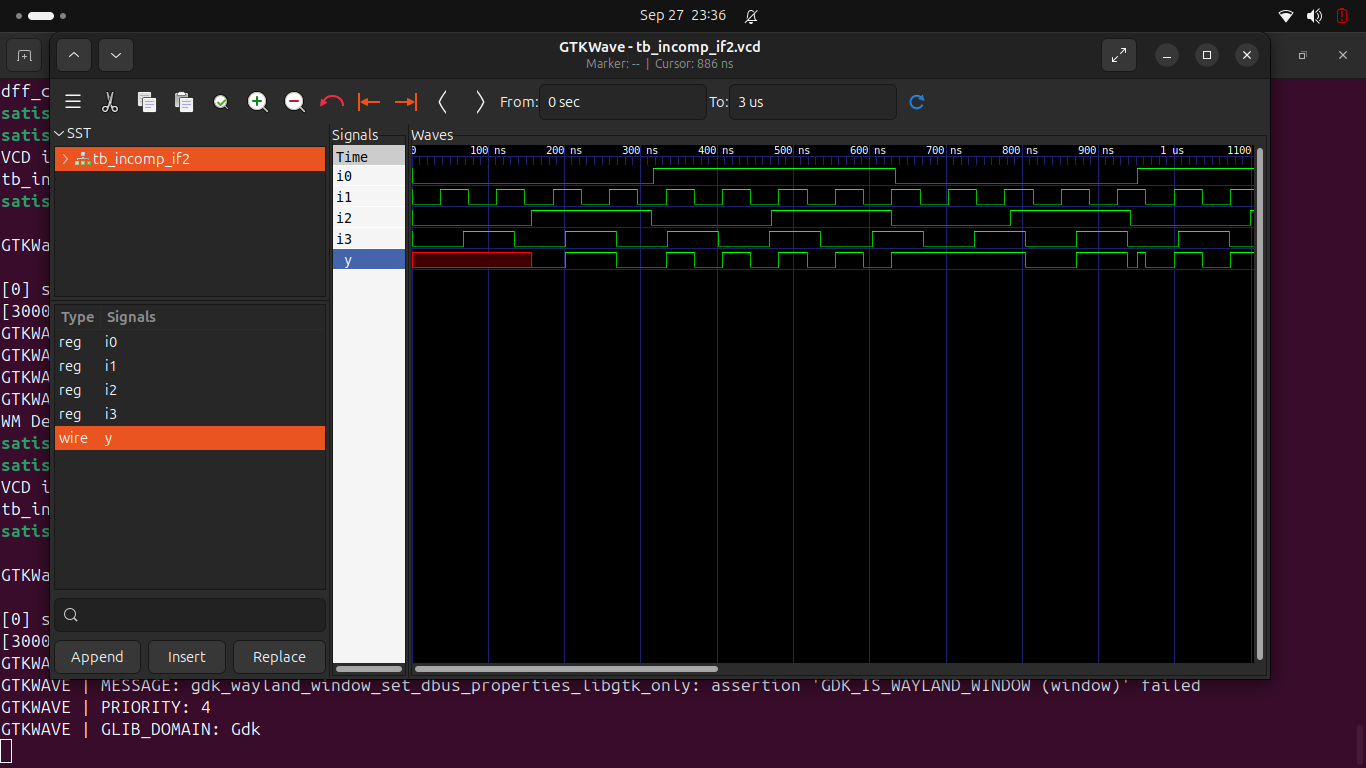 Sep 27 23:36
GTKWave - tb_incomp_if2.vcd
Marker: -- | Cursor: 886 ns
From: 0 sec To: 3 us
SST
tb_incomp_if2
Type Signals
reg i0
reg i1
reg i2
reg i3
wire y
Append Insert Replace
Signals
Time
i0
i1
i2
i3
y
Waves
0 100 ns 200 ns 300 ns 400 ns 500 ns 600 ns 700 ns 800 ns 900 ns 1 us 1100
dff_c
satis
satis
VCD i
tb_in
satis
GTKWa
[0] s
[3000
GTKWA
GTKWA
GTKWA
GTKWA
WM De
satis
satis
VCD i
tb_in
satis
GTKWa
[0] s
[3000
GTKWA
GTKWAVE | MESSAGE: gdk_wayland_window_set_dbus_properties_libgtk_only: assertion 'GDK_IS_WAYLAND_WINDOW (window)' failed
GTKWAVE | PRIORITY: 4
GTKWAVE | GLIB_DOMAIN: Gdk